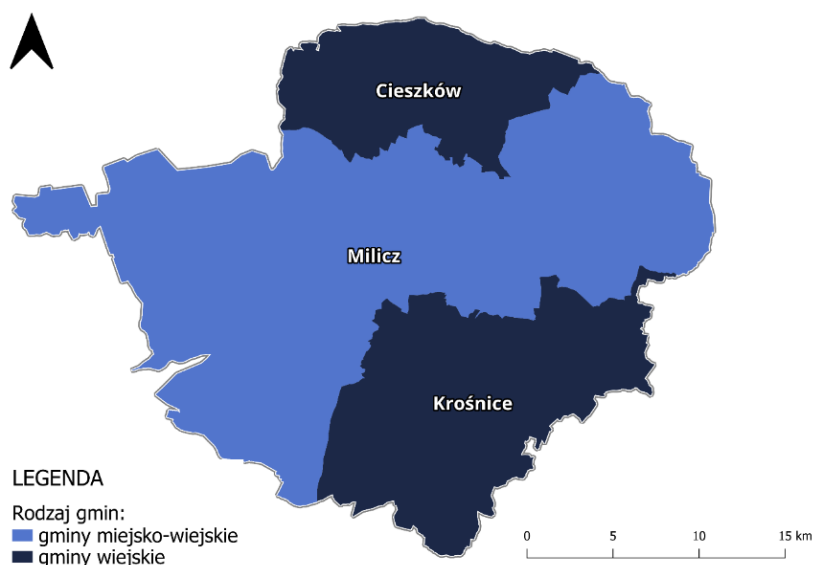 Cieszków
Milicz
Krośnice
LEGENDA
Rodzaj gmin:
gminy miejsko-wiejskie
gminy wiejskie
0 5 10 15 km